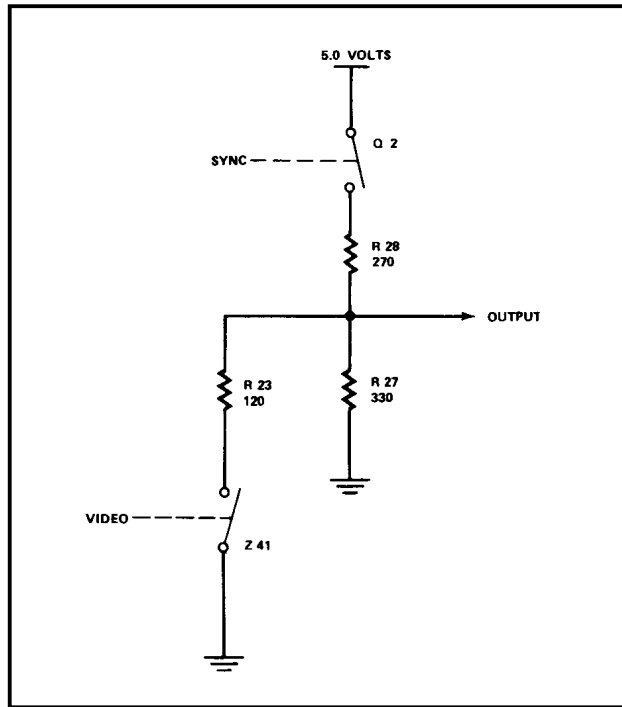 5.0 VOLTS
Q 2
SYNC
R 28
270
OUTPUT
R 23
120
R 27
330
VIDEO
Z 41